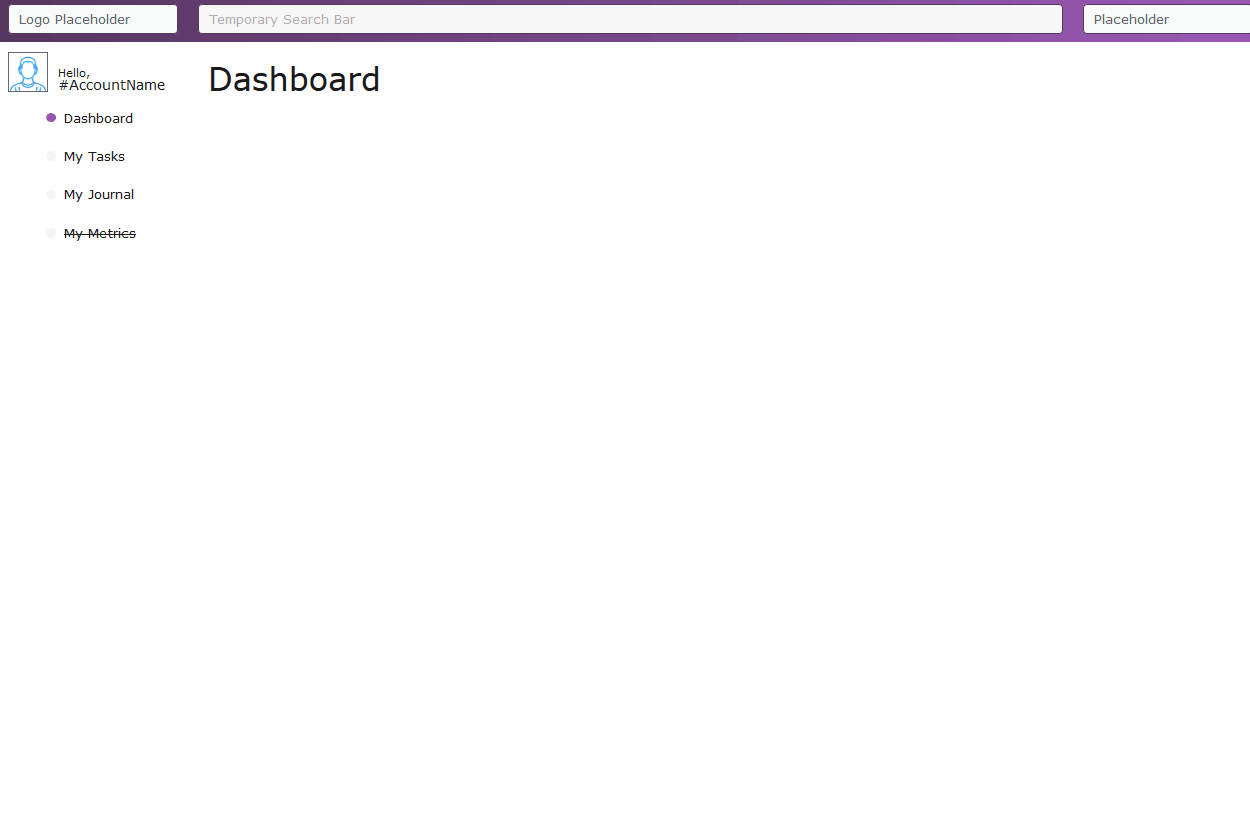 Logo Placeholder
Temporary Search Bar
Placeholder
Hello,
#AccountName
Dashboard
My Tasks
My Journal
My Metrics
Dashboard